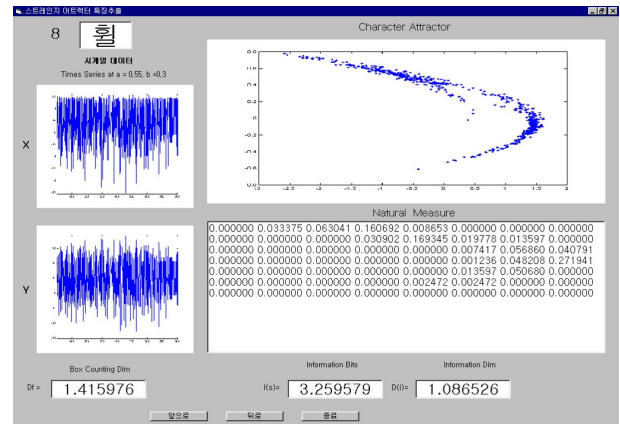 스트레인지 어트랙터 특징추출
8 휠
시계열 데이터
Times Series at a = 0.55, b =0.3
X
Y
Character Attractor
Natural Measure
0.000000 0.033375 0.063041 0.160692 0.008653 0.000000 0.000000 0.000000
0.000000 0.000000 0.000000 0.030902 0.169345 0.019778 0.013597 0.000000
0.000000 0.000000 0.000000 0.000000 0.000000 0.007417 0.056860 0.040791
0.000000 0.000000 0.000000 0.000000 0.000000 0.001236 0.048208 0.271941
0.000000 0.000000 0.000000 0.000000 0.000000 0.013597 0.050680 0.000000
0.000000 0.000000 0.000000 0.000000 0.002472 0.002472 0.000000 0.000000
0.000000 0.000000 0.000000 0.000000 0.000000 0.000000 0.000000 0.000000
Box Counting Dim
Df = 1.415976
Information Bits
I(s)= 3.259579
Information Dim
D(I)= 1.086526
앞으로 뒤로 종료